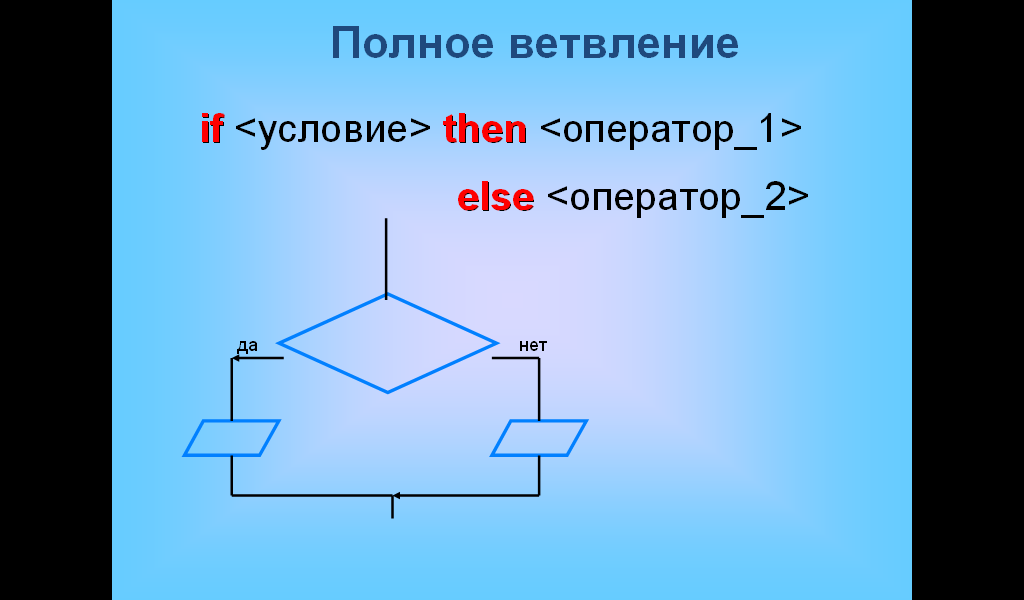 Полное ветвление
if <условие> then <оператор_1>
else <оператор_2>
да
нет